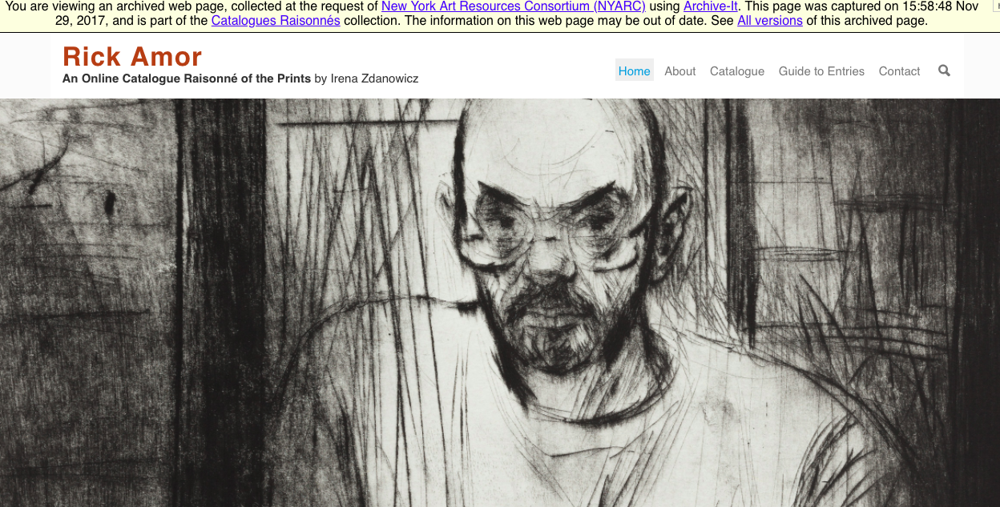 You are viewing an archived web page, collected at the request of New York Art Resources Consortium (NYARC) using Archive-It. This page was captured on 15:58:48 Nov
29, 2017, and is part of the Catalogues Raisonnés collection. The information on this web page may be out of date. See All versions of this archived page.
Rick Amor
An Online Catalogue Raisonné of the Prints by Irena Zdanowicz
Home About Catalogue Guide to Entries Contact